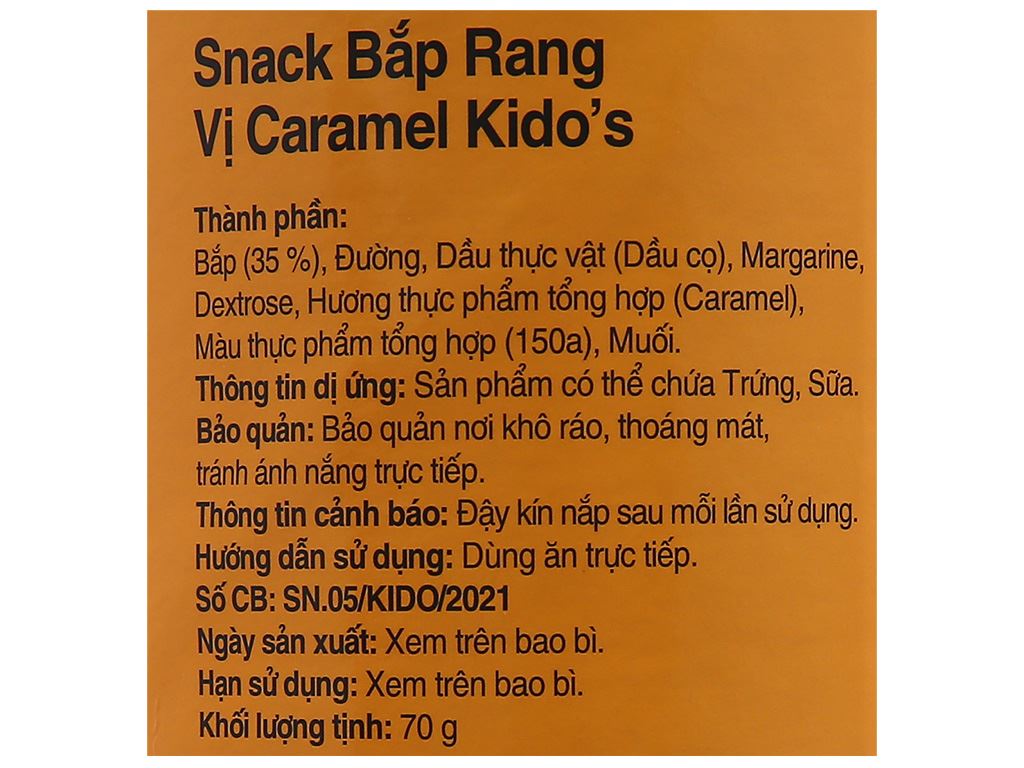 Snack Bắp Rang
Vị Caramel Kido's
Thành phần:
Bắp (35 %), Đường, Dầu thực vật (Dầu cọ), Margarine,
Dextrose, Hương thực phẩm tổng hợp (Caramel),
Màu thực phẩm tổng hợp (150a), Muối.
Thông tin dị ứng: Sản phẩm có thể chứa Trứng, Sữa.
Bảo quản: Bảo quản nơi khô ráo, thoáng mát,
tránh ánh nắng trực tiếp.
Thông tin cảnh báo: Đậy kín nắp sau mỗi lần sử dụng.
Hướng dẫn sử dụng: Dùng ăn trực tiếp.
Số CB: SN.05/KIDO/2021
Ngày sản xuất: Xem trên bao bì.
Hạn sử dụng: Xem trên bao bì.
Khối lượng tịnh: 70 g